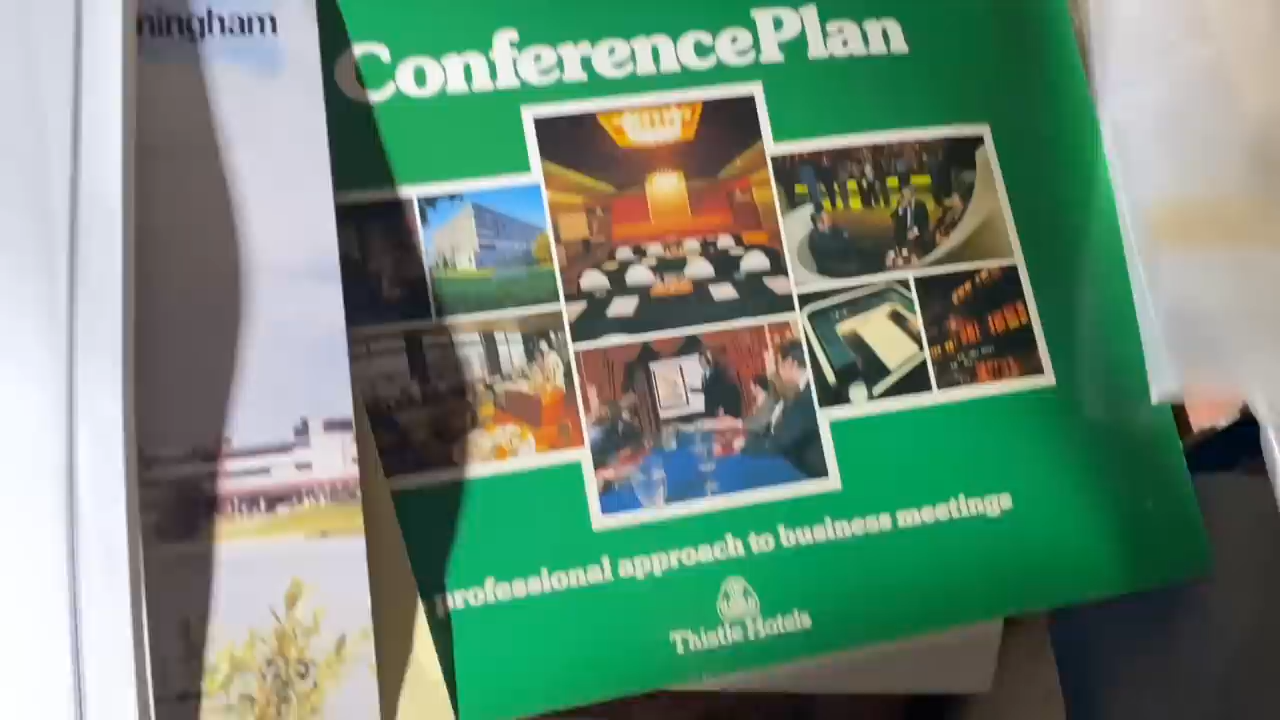 ningham
ConferencePlan
professional approach to business meetings
Thistle Hotels